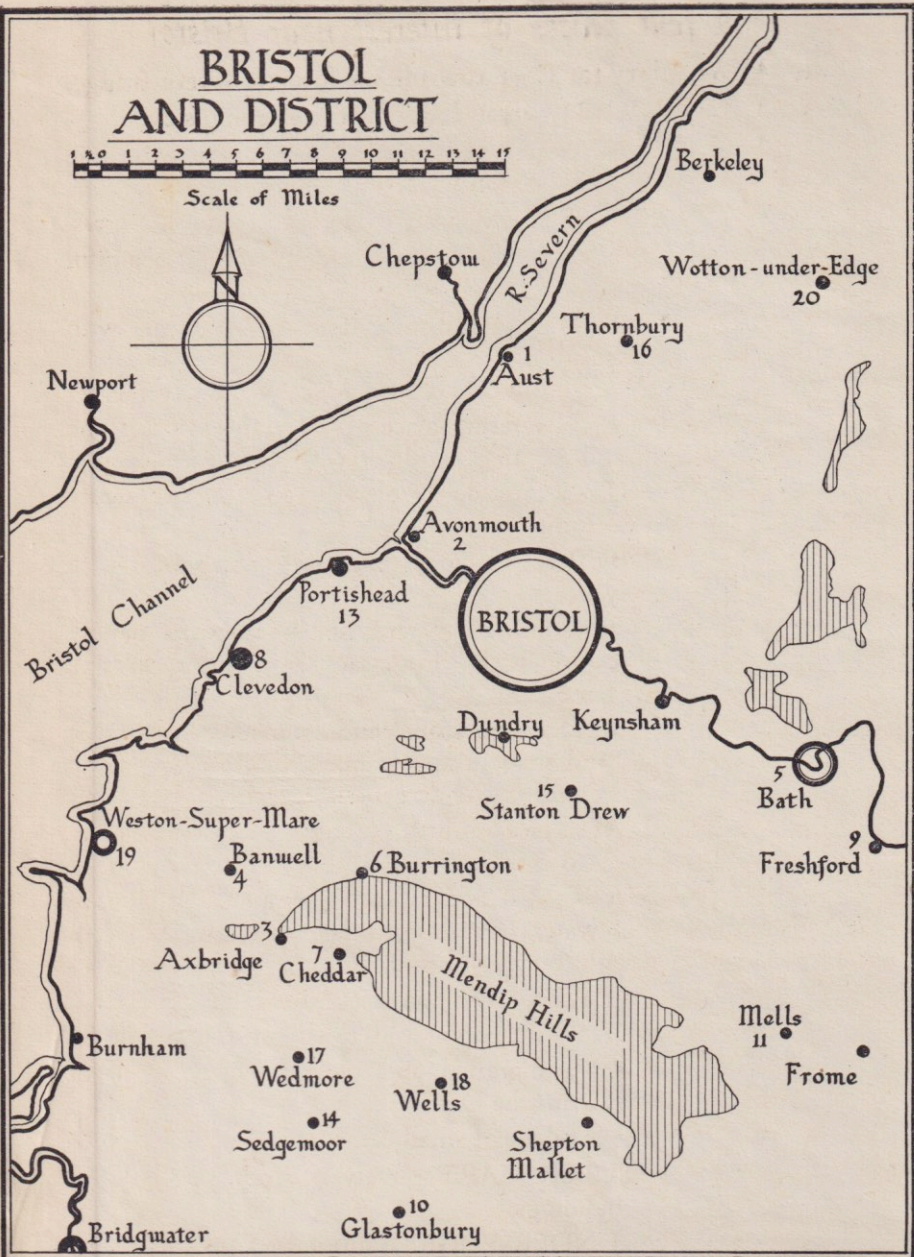 BRISTOL
AND DISTRICT
1 ½ 0 1 2 3 4 5 6 7 8 9 10 11 12 13 14 15
Scale of Miles
N
Berkeley
Chepstow
R. Severn
Wotton-under-Edge
20
Thornbury
16
1
Aust
Newport
Avonmouth
2
Portishead
13
BRISTOL
Bristol Channel
8
Clevedon
Keynsham
Dundry
5
Bath
15
Stanton Drew
Weston-Super-Mare
19
Banwell
4
6 Burrington
9
Freshford
3
Axbridge
7
Cheddar
Mendip Hills
Mells
11
Frome
Burnham
17
Wedmore
18
Wells
14
Sedgemoor
Shepton
Mallet
10
Glastonbury
Bridgwater